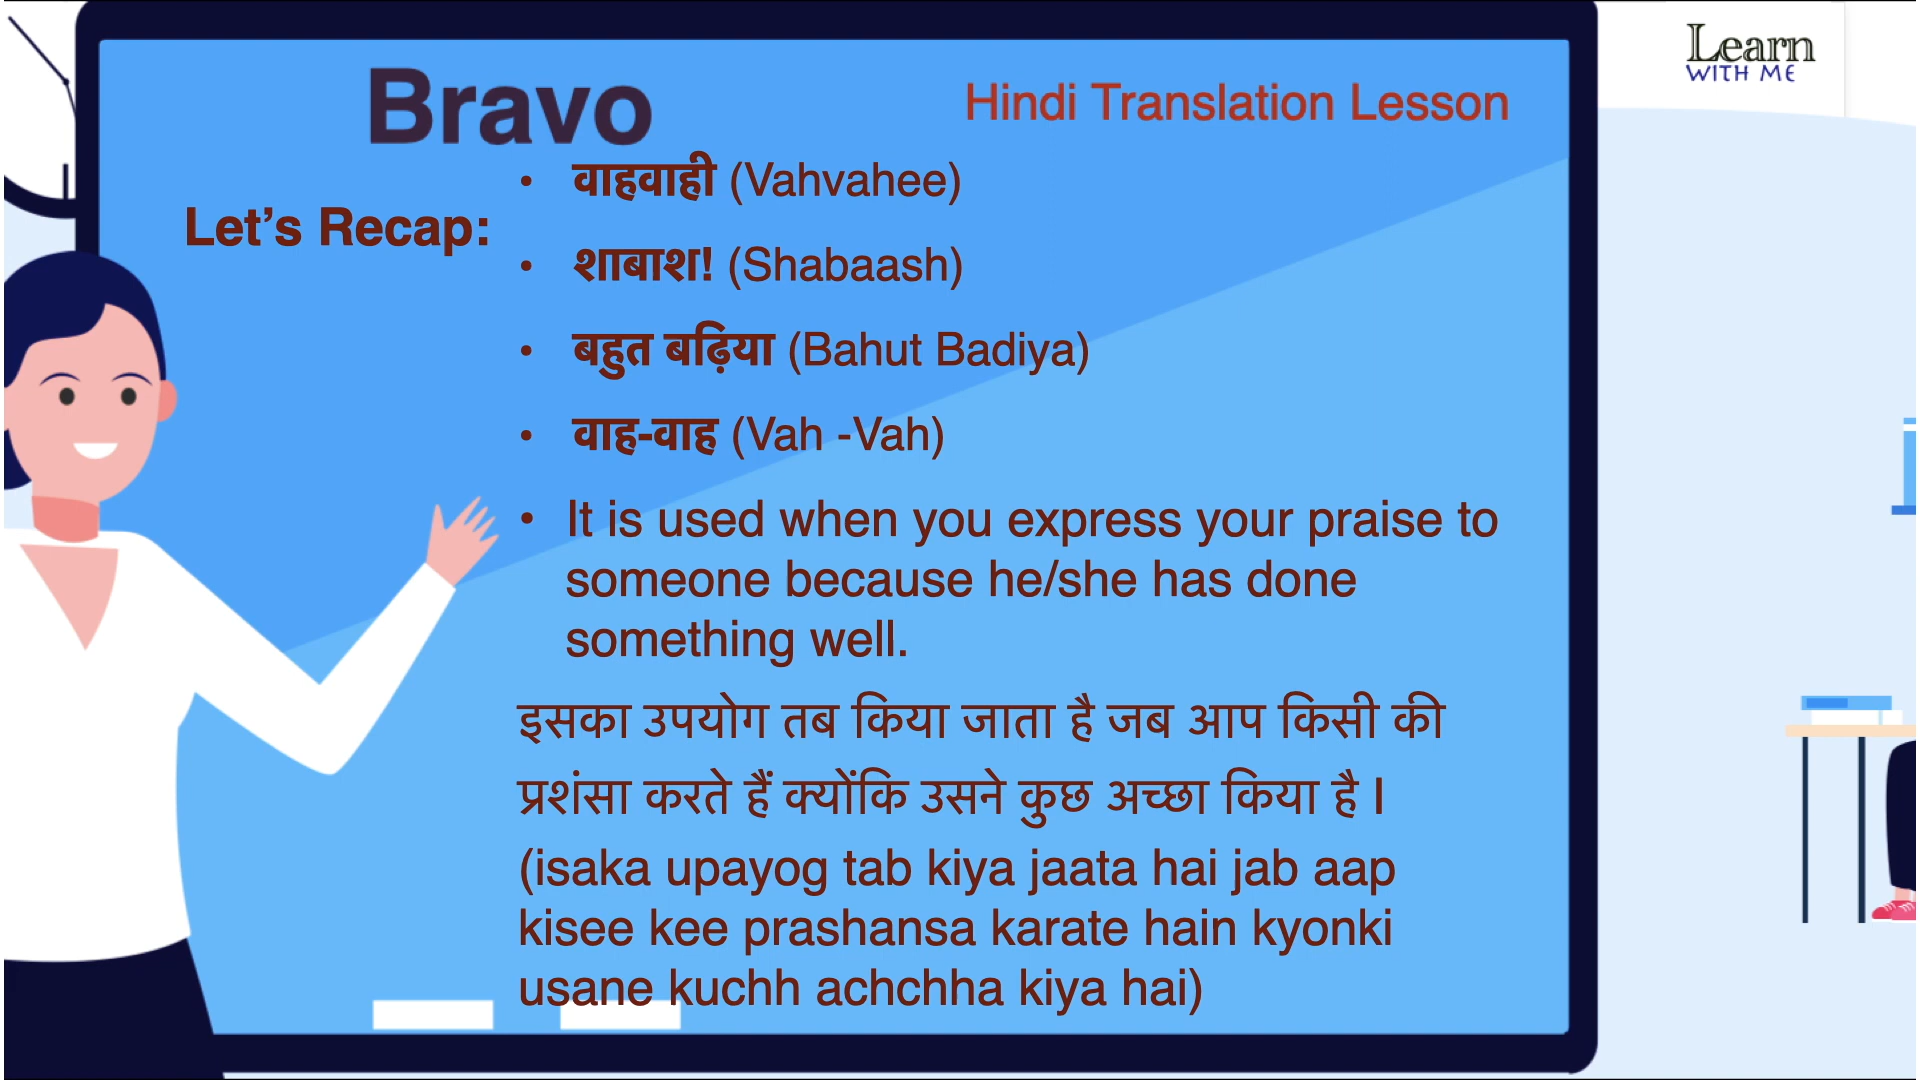 Bravo
Hindi Translation Lesson
Learn
WITH ME
Let's Recap:
• वाहवाही (Vahvahee)
• शाबाश! (Shabaash)
• बहुत बढ़िया (Bahut Badiya)
• वाह-वाह (Vah -Vah)
• It is used when you express your praise to
someone because he/she has done
something well.
इसका उपयोग तब किया जाता है जब आप किसी की
प्रशंसा करते हैं क्योंकि उसने कुछ अच्छा किया है I
(isaka upayog tab kiya jaata hai jab aap
kisee kee prashansa karate hain kyonki
usane kuchh achchha kiya hai)